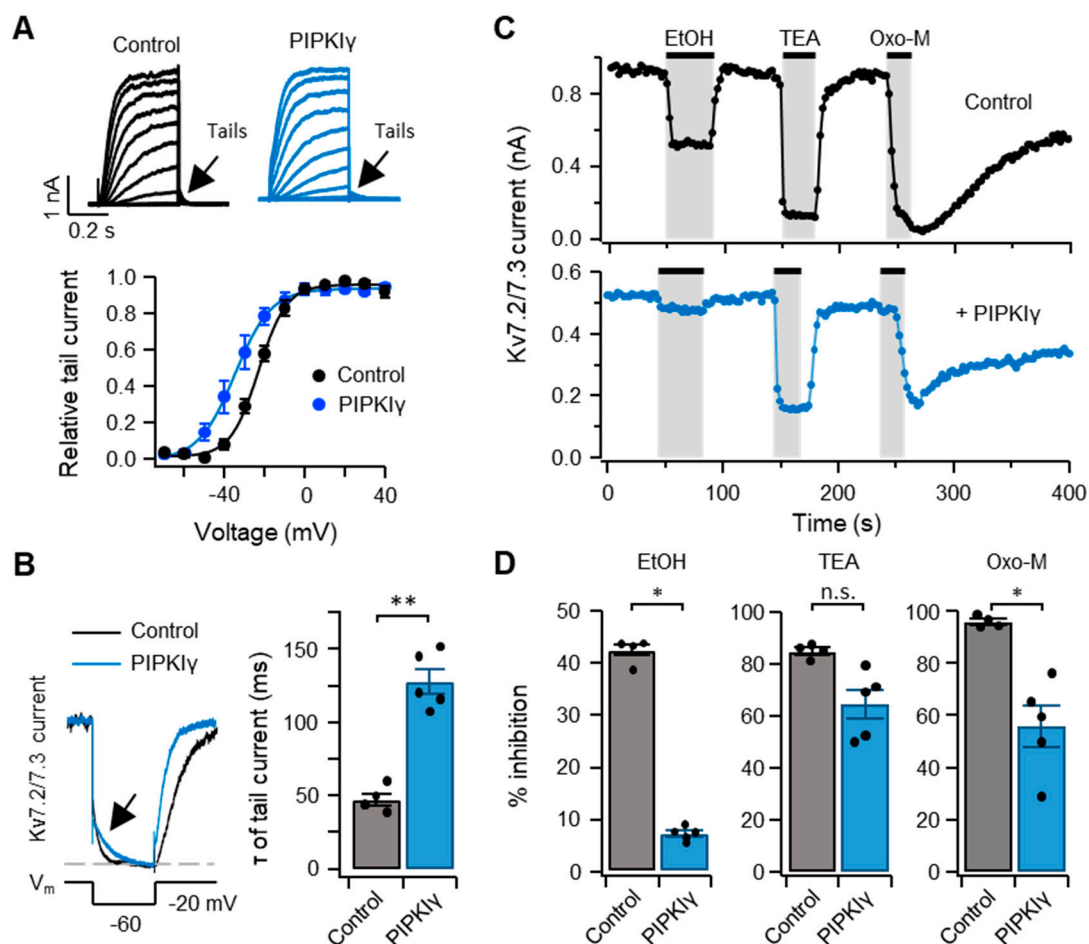 A
Control
PIPKIγ
Tails
Tails
1 nA
0.2 s
1.0
0.8
0.6
0.4
0.2
0.0
Relative tail current
Control
PIPKIγ
-40
0
40
Voltage (mV)
B
Control
PIPKIγ
Kv7.2/7.3 current
Vm
-60
-20 mV
**
150
100
50
0
τ of tail current (ms)
Control
PIPKIγ
C
EtOH
TEA
Oxo-M
Control
0.8
0.4
0.0
Kv7.2/7.3 current (nA)
+ PIPKIγ
0.6
0.4
0.2
0.0
0
100
200
300
400
Time (s)
D
EtOH
TEA
Oxo-M
*
n.s.
*
% inhibition
50
40
30
20
10
0
Control
PIPKIγ
100
80
60
40
20
0
Control
PIPKIγ
100
80
60
40
20
0
Control
PIPKIγ